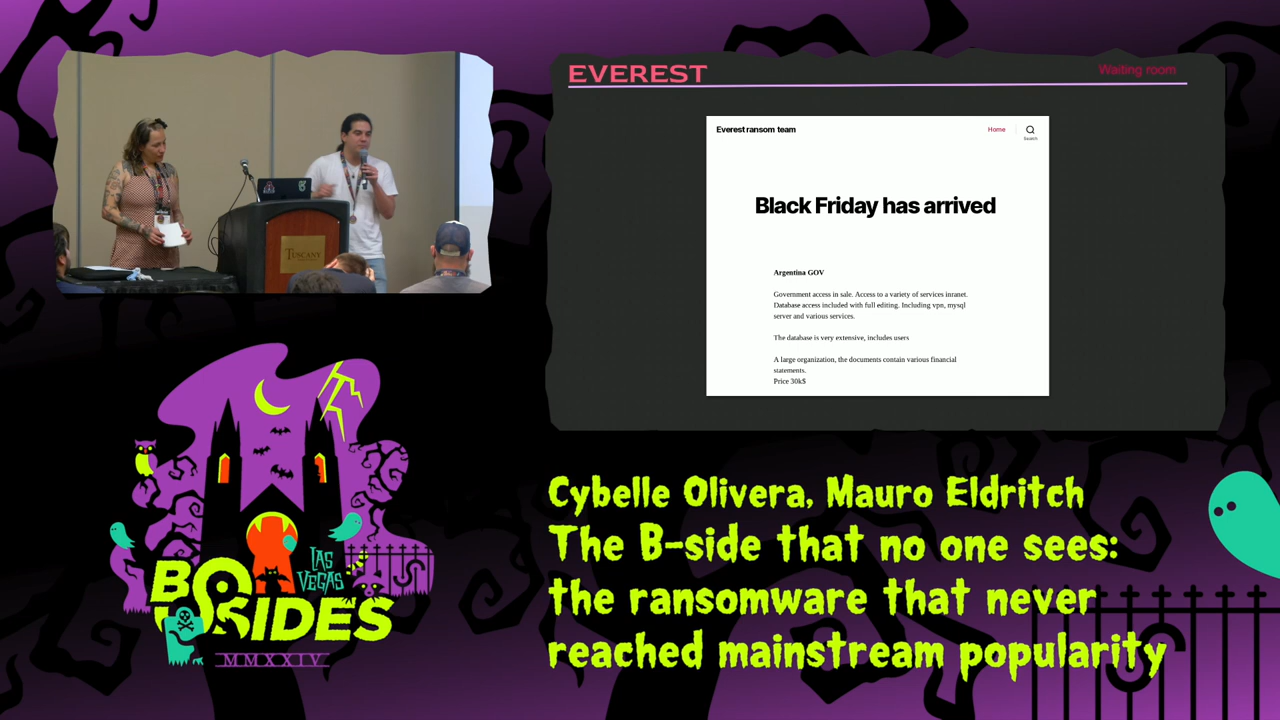 EVEREST
Waiting room
Everest ransom team
Home
Search
Black Friday has arrived
Argentina GOV
Government access in sale. Access to a variety of services inranet.
Database access included with full editing. Including vpn, mysql
server and various services.
The database is very extensive, includes users
A large organization, the documents contain various financial
statements.
Price 30k$
TUSCANY
LAS
VEGAS
BSIDES
MMXXIV
Cybelle Olivera, Mauro Eldritch
The B-side that no one sees:
the ransomware that never
reached mainstream popularity